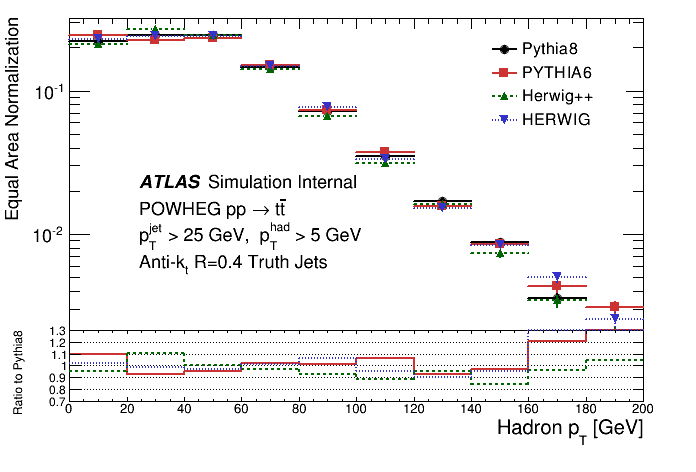 Equal Area Normalization
10^-1
10^-2
Pythia8
PYTHIA6
Herwig++
HERWIG
ATLAS Simulation Internal
POWHEG pp → tt̄
p_T^jet > 25 GeV, p_T^had > 5 GeV
Anti-k_t R=0.4 Truth Jets
Ratio to Pythia8
1.3
1.2
1.1
1
0.9
0.8
0.7
0 20 40 60 80 100 120 140 160 180 200
Hadron p_T [GeV]